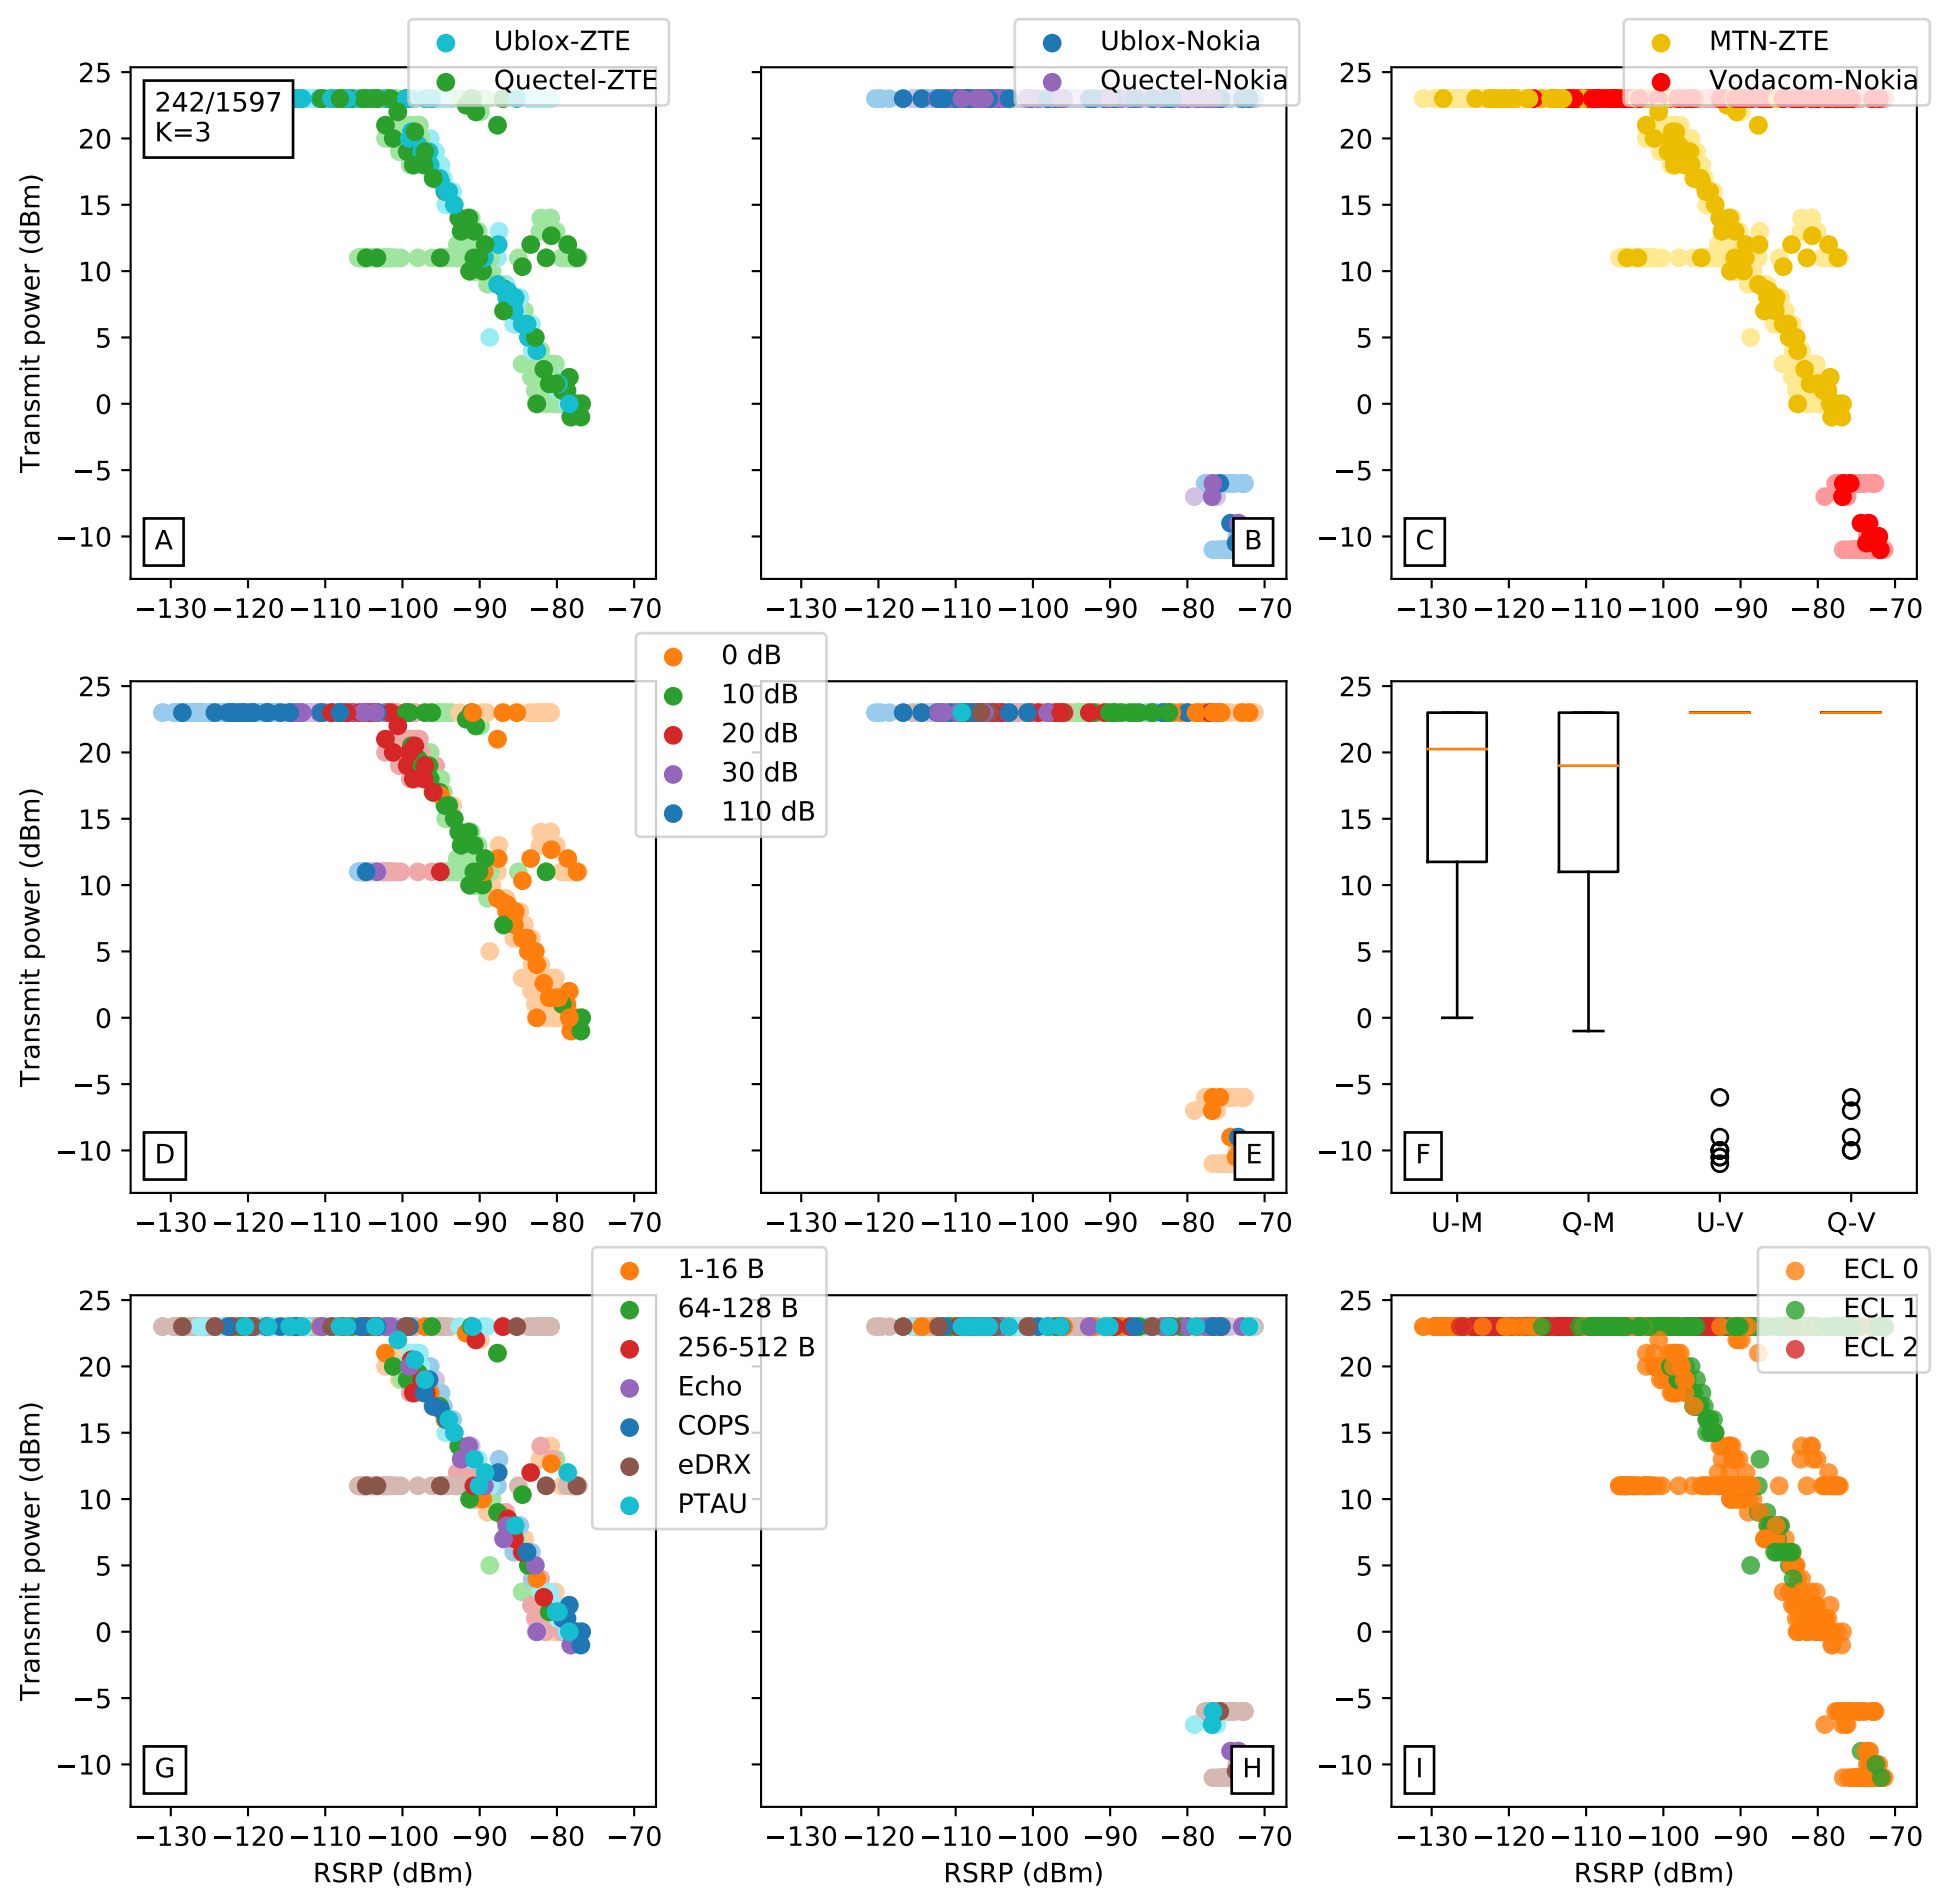 Ublox-ZTE
Quectel-ZTE
Ublox-Nokia
Quectel-Nokia
MTN-ZTE
Vodacom-Nokia
242/1597
K=3
Transmit power (dBm)
25
20
15
10
5
0
−5
−10
A
−130 −120 −110 −100 −90 −80 −70
B
−130 −120 −110 −100 −90 −80 −70
25
20
15
10
5
0
−5
−10
C
−130 −120 −110 −100 −90 −80 −70
0 dB
10 dB
20 dB
30 dB
110 dB
Transmit power (dBm)
25
20
15
10
5
0
−5
−10
D
−130 −120 −110 −100 −90 −80 −70
E
−130 −120 −110 −100 −90 −80 −70
25
20
15
10
5
0
−5
−10
F
U-M Q-M U-V Q-V
1-16 B
64-128 B
256-512 B
Echo
COPS
eDRX
PTAU
Transmit power (dBm)
25
20
15
10
5
0
−5
−10
G
−130 −120 −110 −100 −90 −80 −70
RSRP (dBm)
H
−130 −120 −110 −100 −90 −80 −70
RSRP (dBm)
ECL 0
ECL 1
ECL 2
25
20
15
10
5
0
−5
−10
I
−130 −120 −110 −100 −90 −80 −70
RSRP (dBm)